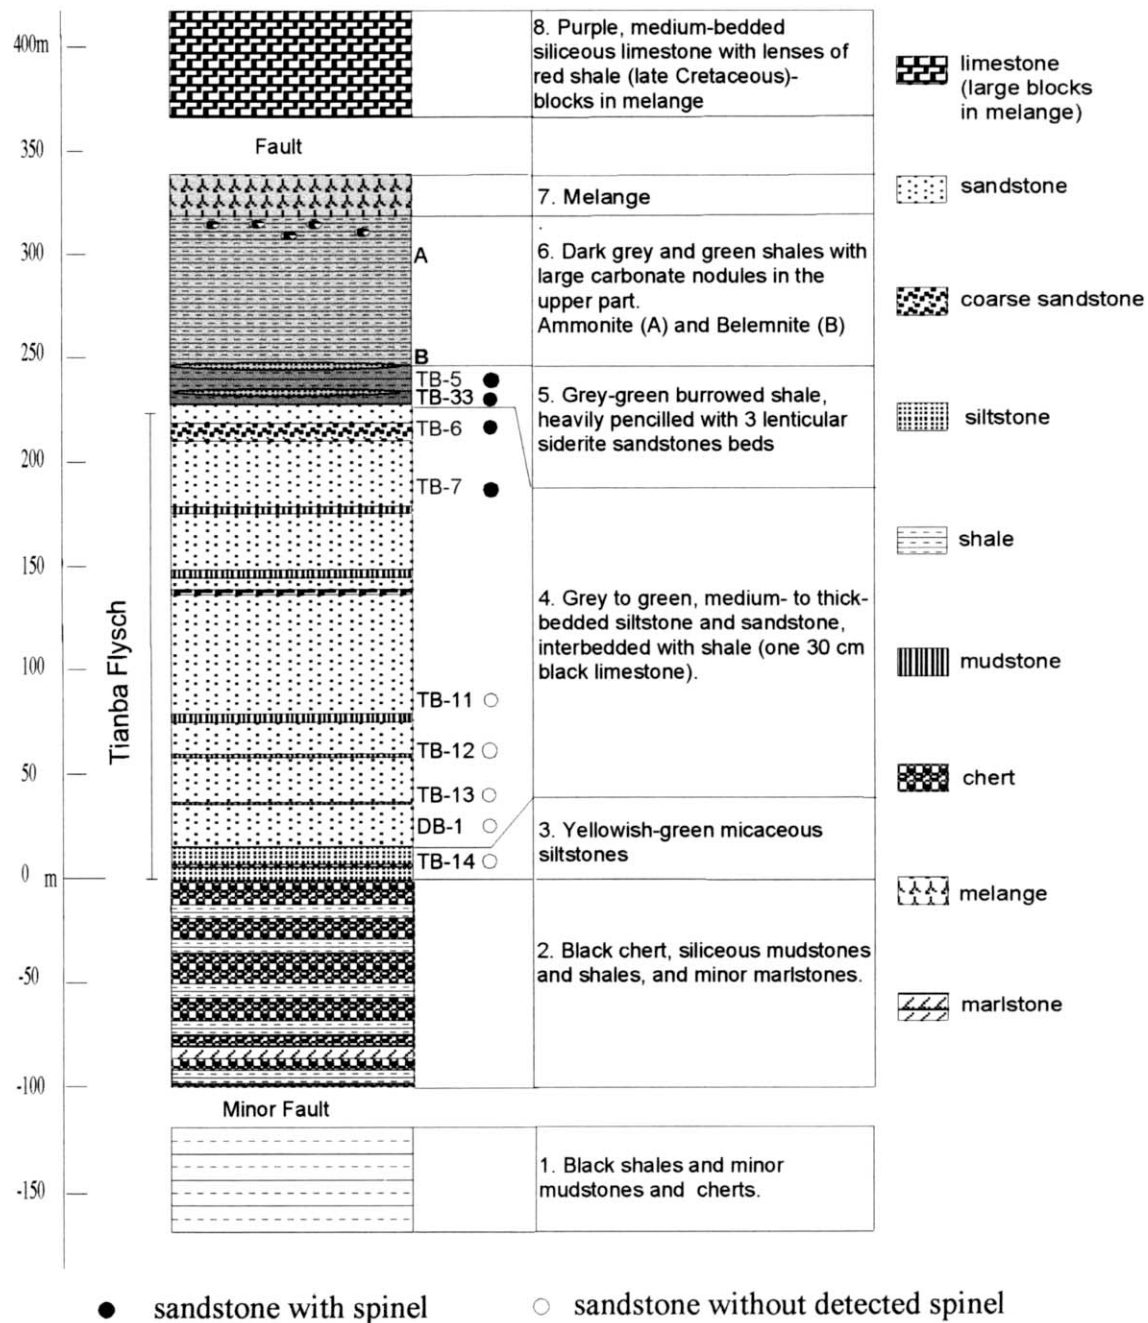 400m
350
300
250
200
150
100
50
0 m
-50
-100
-150
Tianba Flysch
Fault
Minor Fault
A
B
TB-5
TB-33
TB-6
TB-7
TB-11
TB-12
TB-13
DB-1
TB-14
8. Purple, medium-bedded
siliceous limestone with lenses of
red shale (late Cretaceous)-
blocks in melange
7. Melange
6. Dark grey and green shales with
large carbonate nodules in the
upper part.
Ammonite (A) and Belemnite (B)
5. Grey-green burrowed shale,
heavily pencilled with 3 lenticular
siderite sandstones beds
4. Grey to green, medium- to thick-
bedded siltstone and sandstone,
interbedded with shale (one 30 cm
black limestone).
3. Yellowish-green micaceous
siltstones
2. Black chert, siliceous mudstones
and shales, and minor marlstones.
1. Black shales and minor
mudstones and cherts.
limestone
(large blocks
in melange)
sandstone
coarse sandstone
siltstone
shale
mudstone
chert
melange
marlstone
sandstone with spinel
sandstone without detected spinel